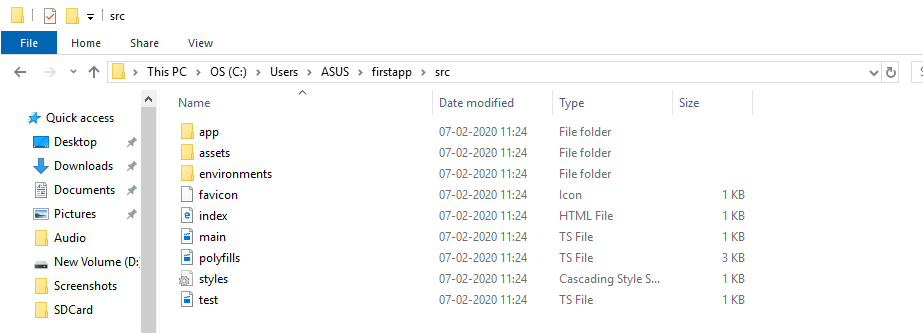 src
File Home Share View
This PC OS (C:) Users ASUS firstapp src S
Name Date modified Type Size
Quick access
Desktop
Downloads
Documents
Pictures
Audio
New Volume (D:)
Screenshots
SDCard
app 07-02-2020 11:24 File folder
assets 07-02-2020 11:24 File folder
environments 07-02-2020 11:24 File folder
favicon 07-02-2020 11:24 Icon 1 KB
index 07-02-2020 11:24 HTML File 1 KB
main 07-02-2020 11:24 TS File 1 KB
polyfills 07-02-2020 11:24 TS File 3 KB
styles 07-02-2020 11:24 Cascading Style S... 1 KB
test 07-02-2020 11:24 TS File 1 KB